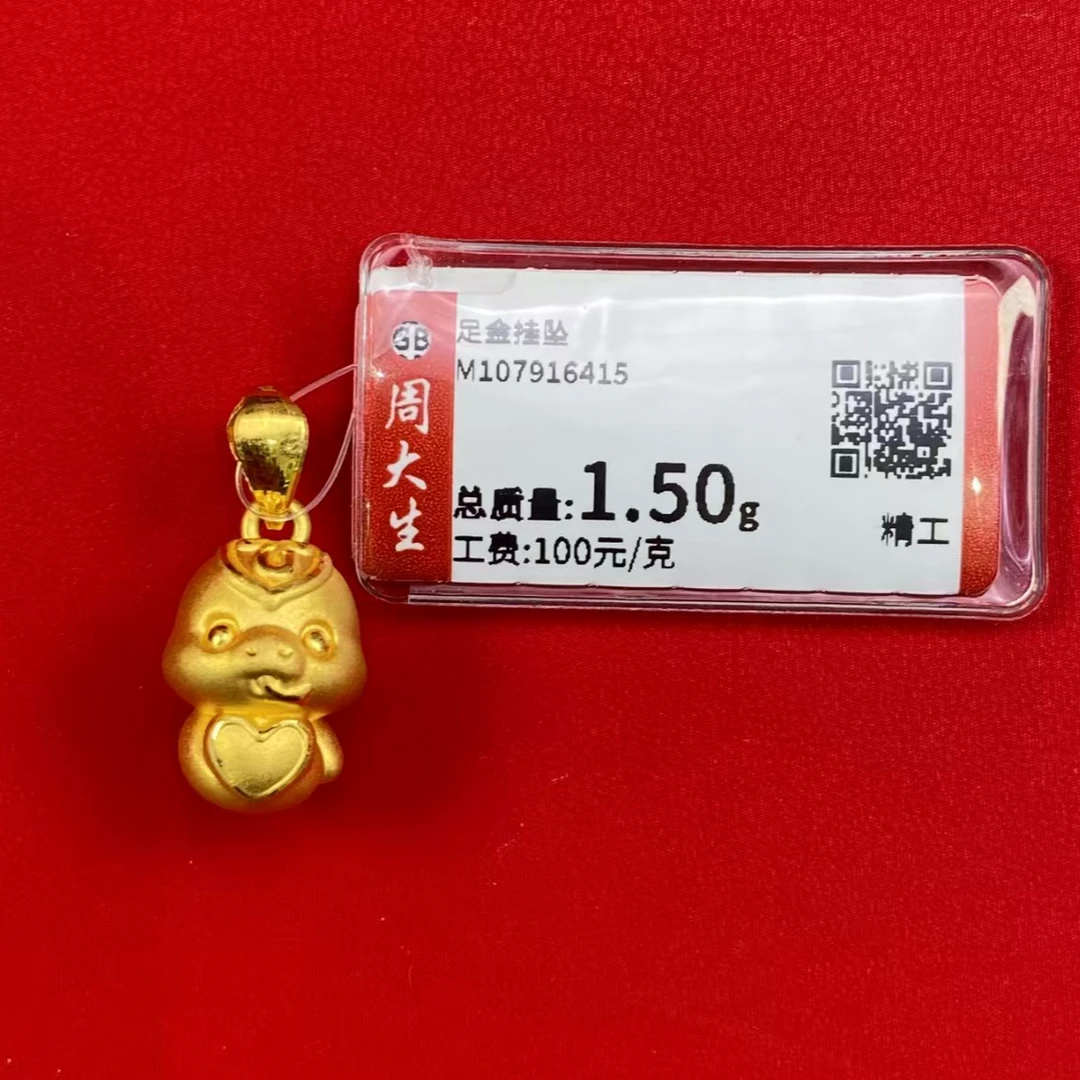 周大生
足金挂坠
M107916415
总质量:1.50g
工费:100元/克
精工